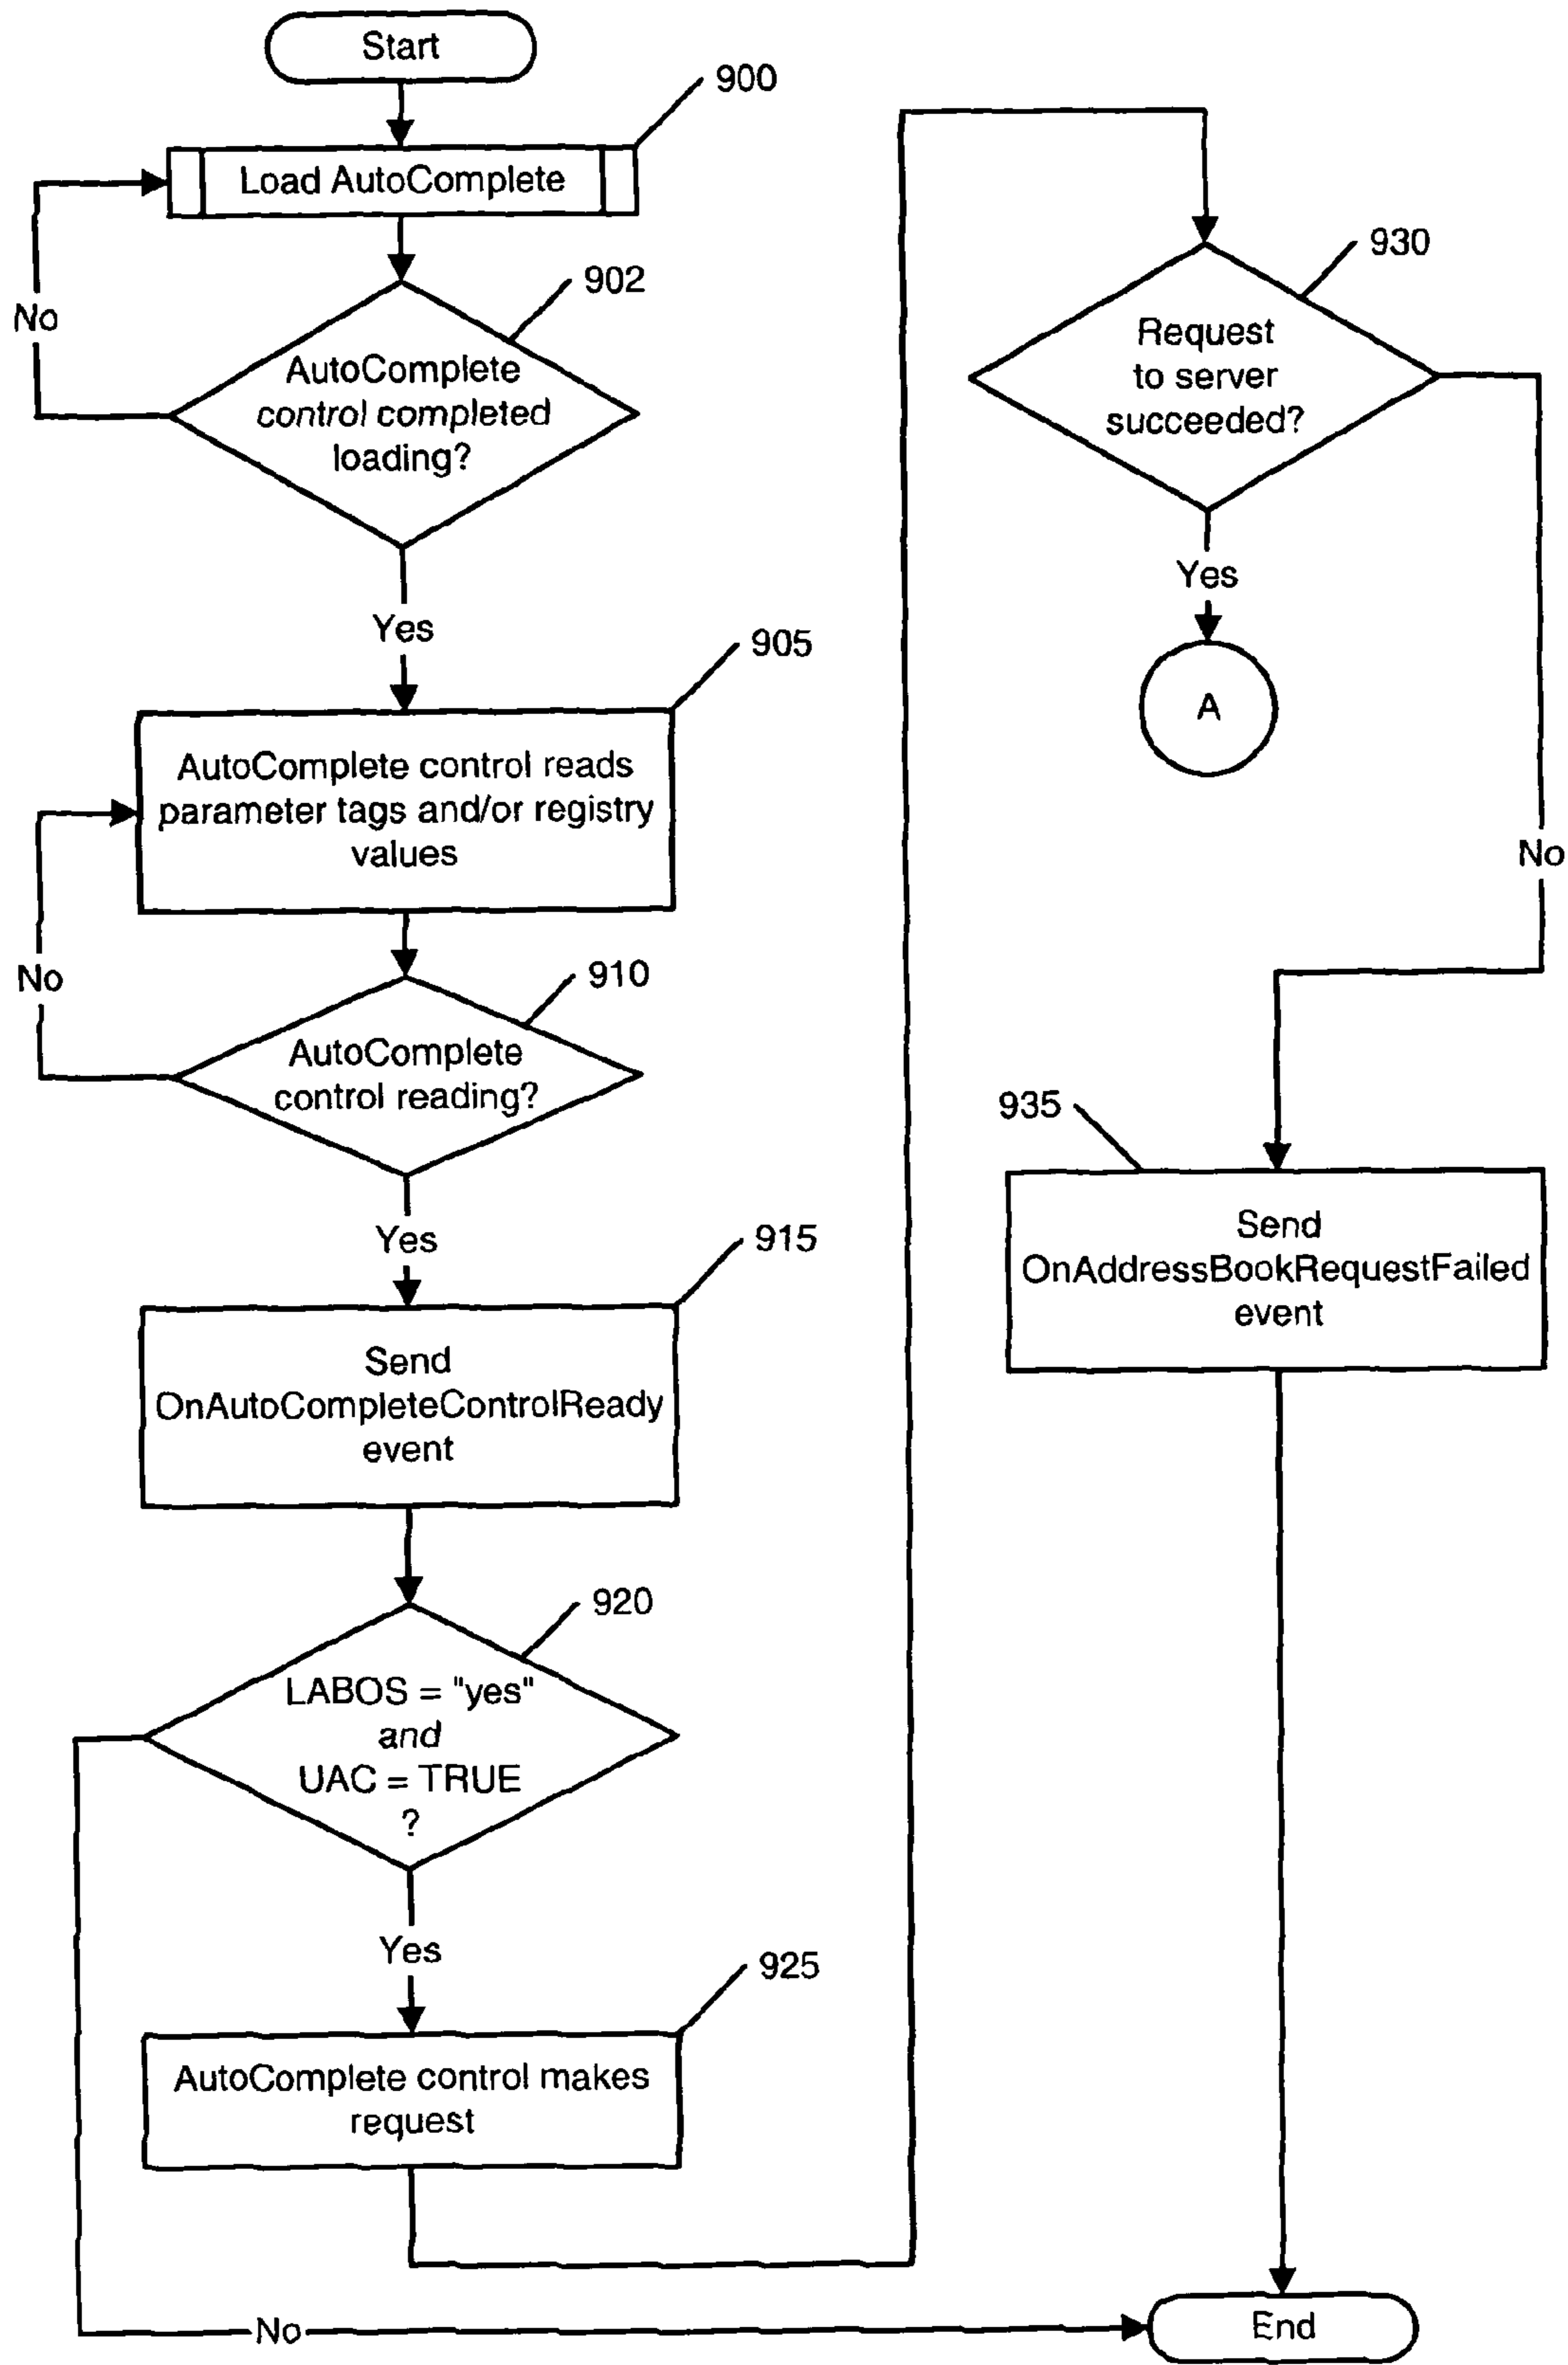 Start
900
Load AutoComplete
902
No
AutoComplete
control completed
loading?
Yes
905
AutoComplete control reads
parameter tags and/or registry
values
No
910
AutoComplete
control reading?
Yes
915
Send
OnAutoCompleteControlReady
event
920
LABOS = "yes"
and
UAC = TRUE
?
Yes
925
AutoComplete control makes
request
No
930
Request
to server
succeeded?
Yes
A
No
935
Send
OnAddressBookRequestFailed
event
End